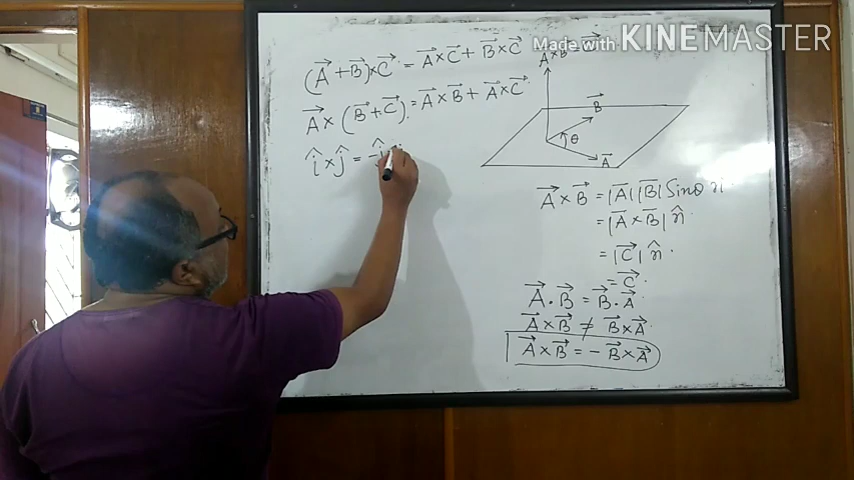 (A⃗ + B⃗) × C⃗ = A⃗ × C⃗ + B⃗ × C⃗
A⃗ × (B⃗ + C⃗) = A⃗ × B⃗ + A⃗ × C⃗
î × ĵ = -
Made with KINEMASTER
A⃗ × B⃗ =
B⃗
θ
A⃗
A⃗ × B⃗ = |A⃗| |B⃗| Sinθ n̂
= |A⃗ × B⃗| n̂.
= |C⃗| n̂.
= C⃗.
A⃗ . B⃗ = B⃗ . A⃗
A⃗ × B⃗ ≠ B⃗ × A⃗
A⃗ × B⃗ = - B⃗ × A⃗